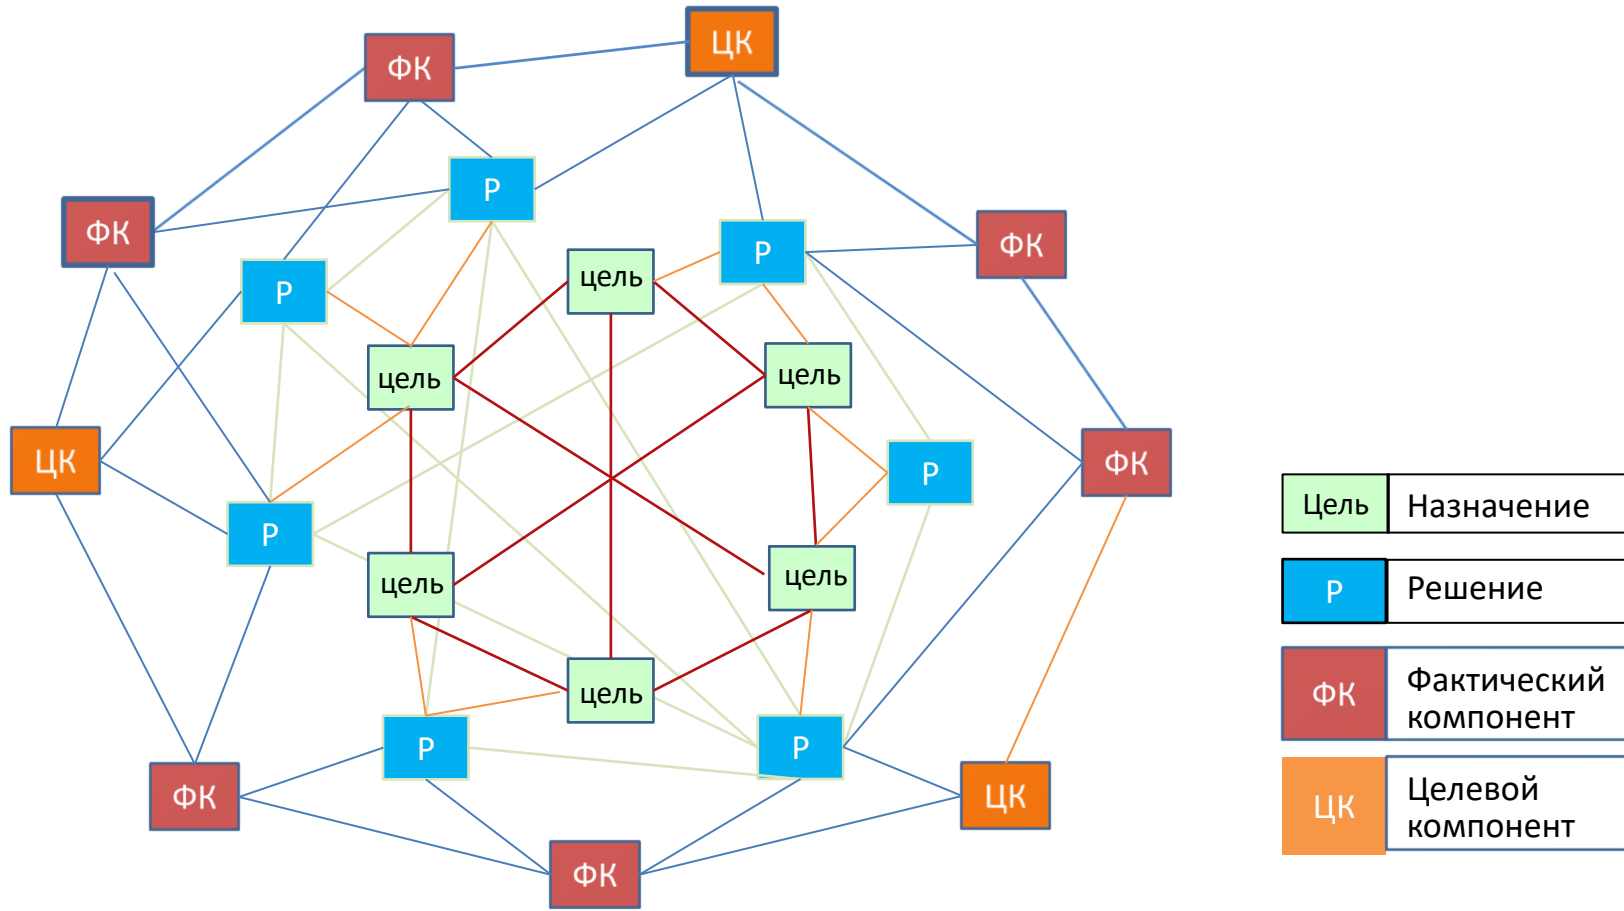 ЦК
ФК
Р
ФК
Р
ФК
цель
Р
цель
цель
ЦК
Р
ФК
Р
цель
цель
цель
Р
Р
ФК
ЦК
ФК
Цель
Назначение
Р
Решение
ФК
Фактический
компонент
ЦК
Целевой
компонент